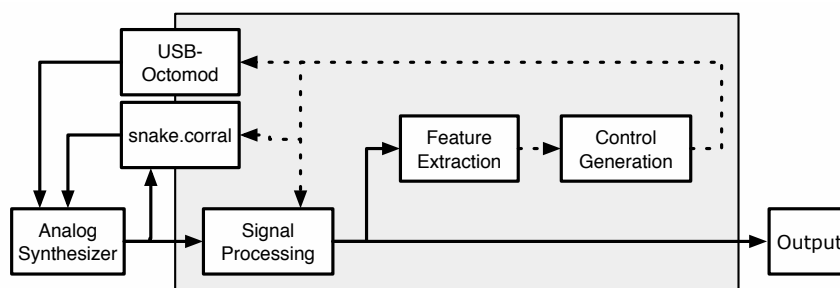 USB-
Octomod
snake.corral
Feature
Extraction
Control
Generation
Analog
Synthesizer
Signal
Processing
Output